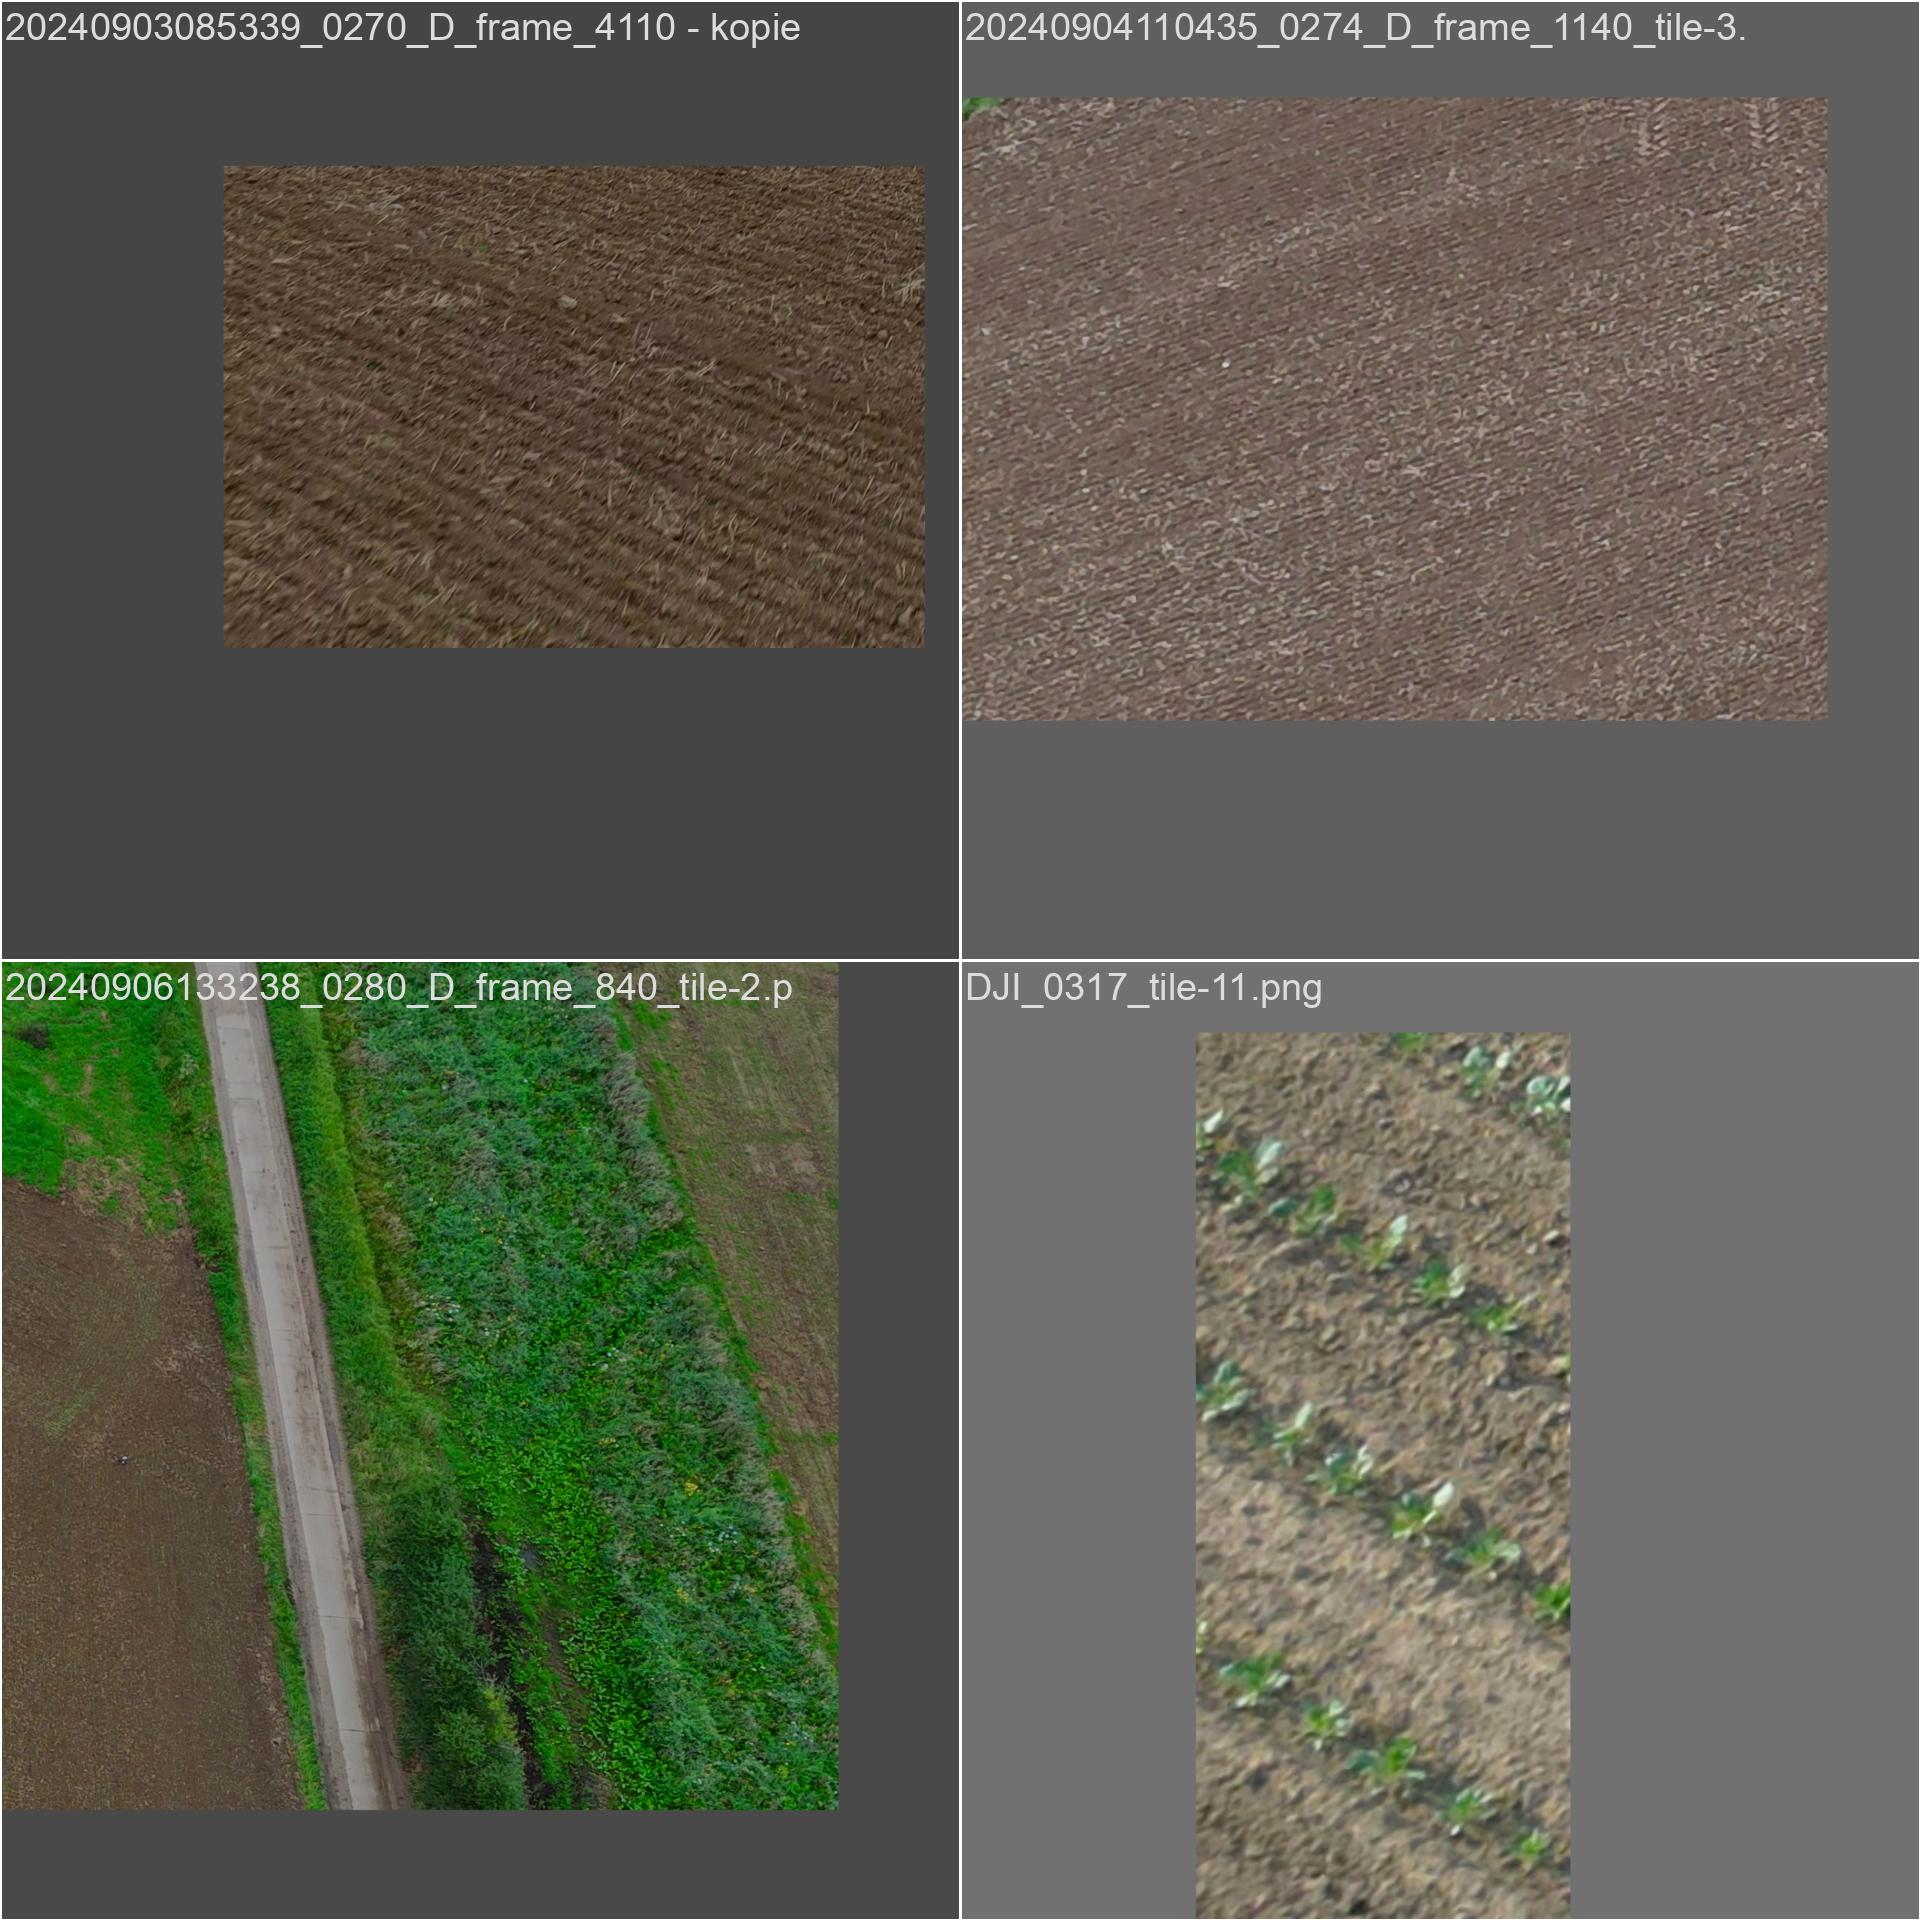 20240903085339_0270_D_frame_4110 - kopie
20240904110435_0274_D_frame_1140_tile-3.
20240906133238_0280_D_frame_840_tile-2.p
DJI_0317_tile-11.png